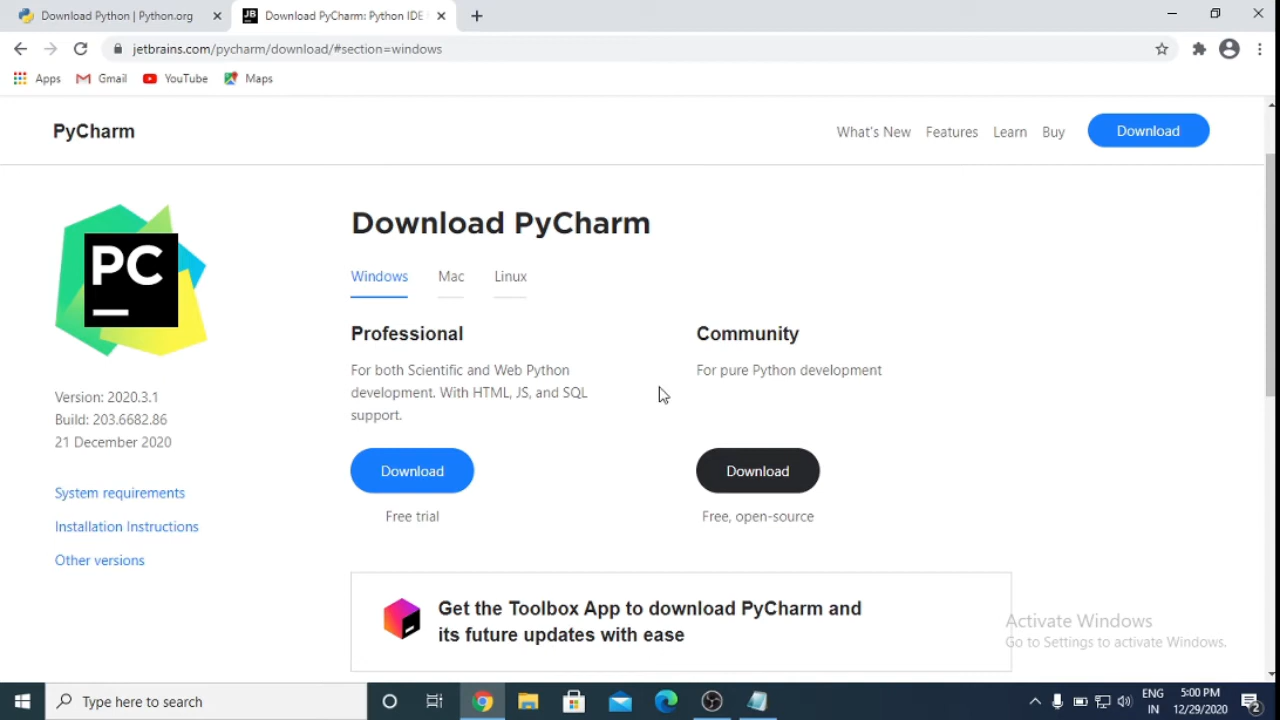 Download Python | Python.org
JB
Download PyCharm: Python IDE
jetbrains.com/pycharm/download/#section=windows
Apps
Gmail
YouTube
Maps
PyCharm
What's New
Features
Learn
Buy
Download
PC
Download PyCharm
Windows
Mac
Linux
Professional
Community
For both Scientific and Web Python
development. With HTML, JS, and SQL
support.
For pure Python development
Version: 2020.3.1
Build: 203.6682.86
21 December 2020
Download
Download
Free trial
Free, open-source
System requirements
Installation Instructions
Other versions
Get the Toolbox App to download PyCharm and
its future updates with ease
Activate Windows
Go to Settings to activate Windows.
Type here to search
ENG
IN
5:00 PM
12/29/2020
2